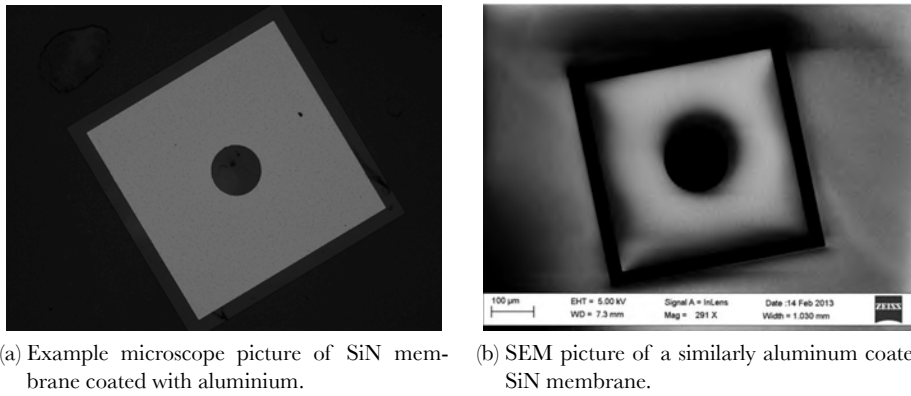 100 µm
EHT = 5.00 kV
Signal A = InLens
Date :14 Feb 2013
ZEISS
WD = 7.3 mm
Mag = 291 X
Width = 1.030 mm
(a) Example microscope picture of SiN mem-
brane coated with aluminium.
(b) SEM picture of a similarly aluminum coate
SiN membrane.